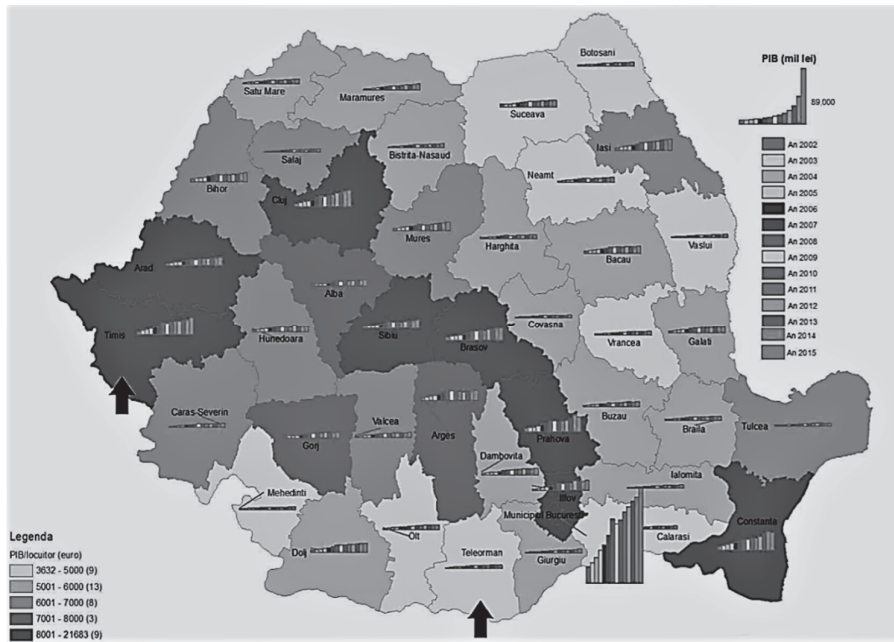 Botosani
PIB (mil lei)
89,000
Satu Mare
Maramures
Suceava
Iasi
An 2002
An 2003
An 2004
An 2005
An 2006
An 2007
An 2008
An 2009
An 2010
An 2011
An 2012
An 2013
An 2014
An 2015
Salaj
Bistrita-Nasaud
Neamt
Bihor
Cluj
Mures
Harghita
Bacau
Vaslui
Arad
Alba
Timis
Hunedoara
Sibiu
Brasov
Covasna
Vrancea
Galati
Caras-Severin
Valcea
Gorj
Arges
Prahova
Buzau
Braila
Tulcea
Dambovita
Ilfov
Ialomita
Mehedinti
Municipiul Bucuresti
Constanta
Dolj
Olt
Teleorman
Giurgiu
Calarasi
Legenda
PIB/locuitor (euro)
3632 - 5000 (9)
5001 - 6000 (13)
6001 - 7000 (8)
7001 - 8000 (3)
8001 - 21683 (9)